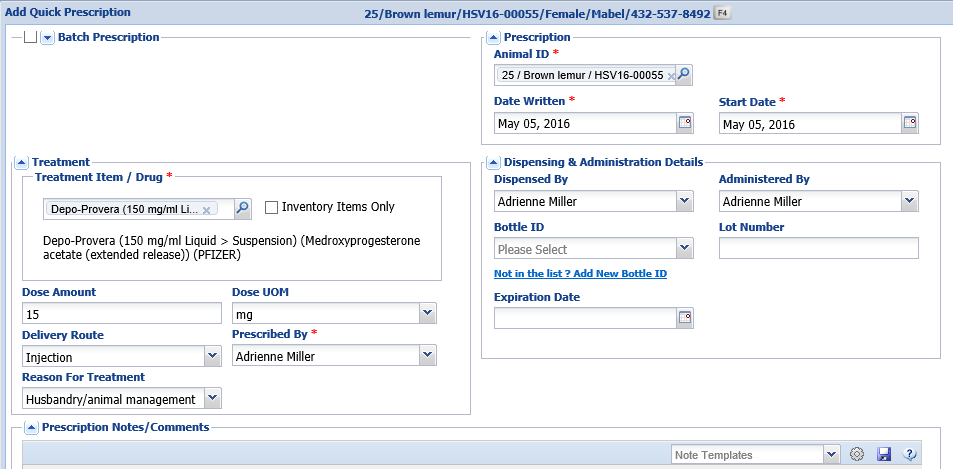 Add Quick Prescription
25/Brown lemur/HSV16-00055/Female/Mabel/432-537-8492 F4
Batch Prescription
Treatment
Treatment Item / Drug *
Depo-Provera (150 mg/ml Li...
Inventory Items Only
Depo-Provera (150 mg/ml Liquid > Suspension) (Medroxyprogesterone
acetate (extended release)) (PFIZER)
Dose Amount
Dose UOM
15
mg
Delivery Route
Prescribed By *
Injection
Adrienne Miller
Reason For Treatment
Husbandry/animal management
Prescription
Animal ID *
25 / Brown lemur / HSV16-00055
Date Written *
Start Date *
May 05, 2016
May 05, 2016
Dispensing & Administration Details
Dispensed By
Administered By
Adrienne Miller
Adrienne Miller
Bottle ID
Lot Number
Please Select
Not in the list ? Add New Bottle ID
Expiration Date
Prescription Notes/Comments
Note Templates